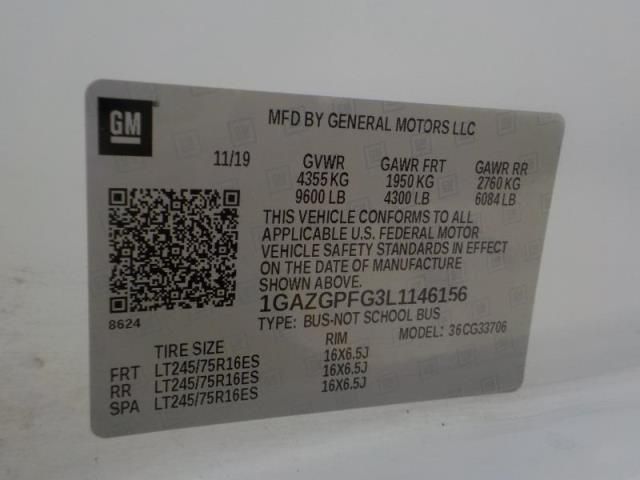 GM
MFD BY GENERAL MOTORS LLC
11/19 GVWR GAWR FRT GAWR RR
4355 KG 1950 KG 2760 KG
9600 LB 4300 LB 6084 LB
THIS VEHICLE CONFORMS TO ALL
APPLICABLE U.S. FEDERAL MOTOR
VEHICLE SAFETY STANDARDS IN EFFECT
ON THE DATE OF MANUFACTURE
SHOWN ABOVE.
1GAZGPFG3L1146156
8624
TYPE: BUS-NOT SCHOOL BUS MODEL: 36CG33706
TIRE SIZE RIM
FRT LT245/75R16ES 16X6.5J
RR LT245/75R16ES 16X6.5J
SPA LT245/75R16ES 16X6.5J